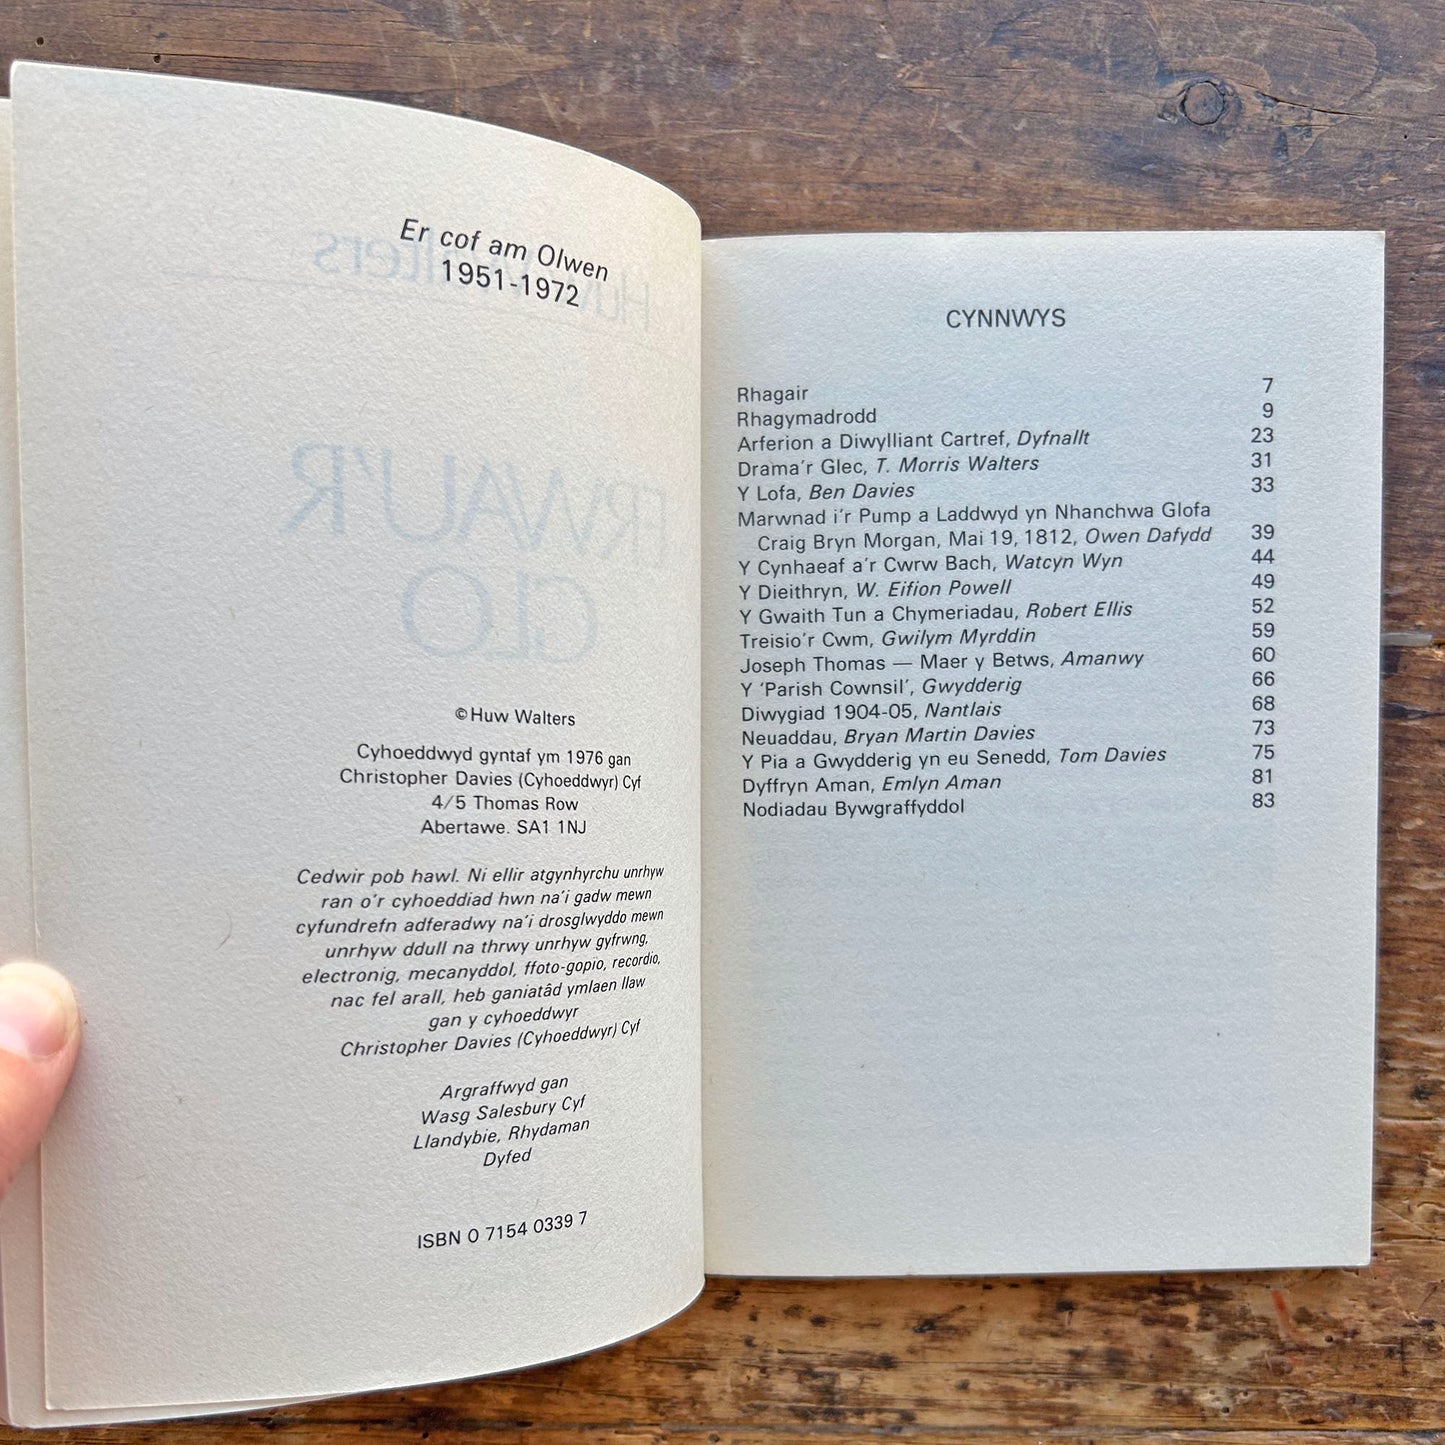 Er cof am Olwen
1951-1972
©Huw Walters
Cyhoeddwyd gyntaf ym 1976 gan
Christopher Davies (Cyhoeddwyr) Cyf
4/5 Thomas Row
Abertawe. SA1 1NJ
Cedwir pob hawl. Ni ellir atgynhyrchu unrhyw
ran o'r cyhoeddiad hwn na'i gadw mewn
cyfundrefn adferadwy na'i drosglwyddo mewn
unrhyw ddull na thrwy unrhyw gyfrwng,
electronig, mecanyddol, ffoto-gopio, recordio,
nac fel arall, heb ganiatâd ymlaen llaw
gan y cyhoeddwyr
Christopher Davies (Cyhoeddwyr) Cyf
Argraffwyd gan
Wasg Salesbury Cyf
Llandybie, Rhydaman
Dyfed
ISBN 0 7154 0339 7
CYNNWYS
Rhagair 7
Rhagymadrodd 9
Arferion a Diwylliant Cartref, Dyfnallt 23
Drama'r Glec, T. Morris Walters 31
Y Lofa, Ben Davies 33
Marwnad i'r Pump a Laddwyd yn Nhanchwa Glofa
Craig Bryn Morgan, Mai 19, 1812, Owen Dafydd 39
Y Cynhaeaf a'r Cwrw Bach, Watcyn Wyn 44
Y Dieithryn, W. Eifion Powell 49
Y Gwaith Tun a Chymeriadau, Robert Ellis 52
Treisio'r Cwm, Gwilym Myrddin 59
Joseph Thomas — Maer y Betws, Amanwy 60
Y 'Parish Cownsil', Gwydderig 66
Diwygiad 1904-05, Nantlais 68
Neuaddau, Bryan Martin Davies 73
Y Pia a Gwydderig yn eu Senedd, Tom Davies 75
Dyffryn Aman, Emlyn Aman 81
Nodiadau Bywgraffyddol 83